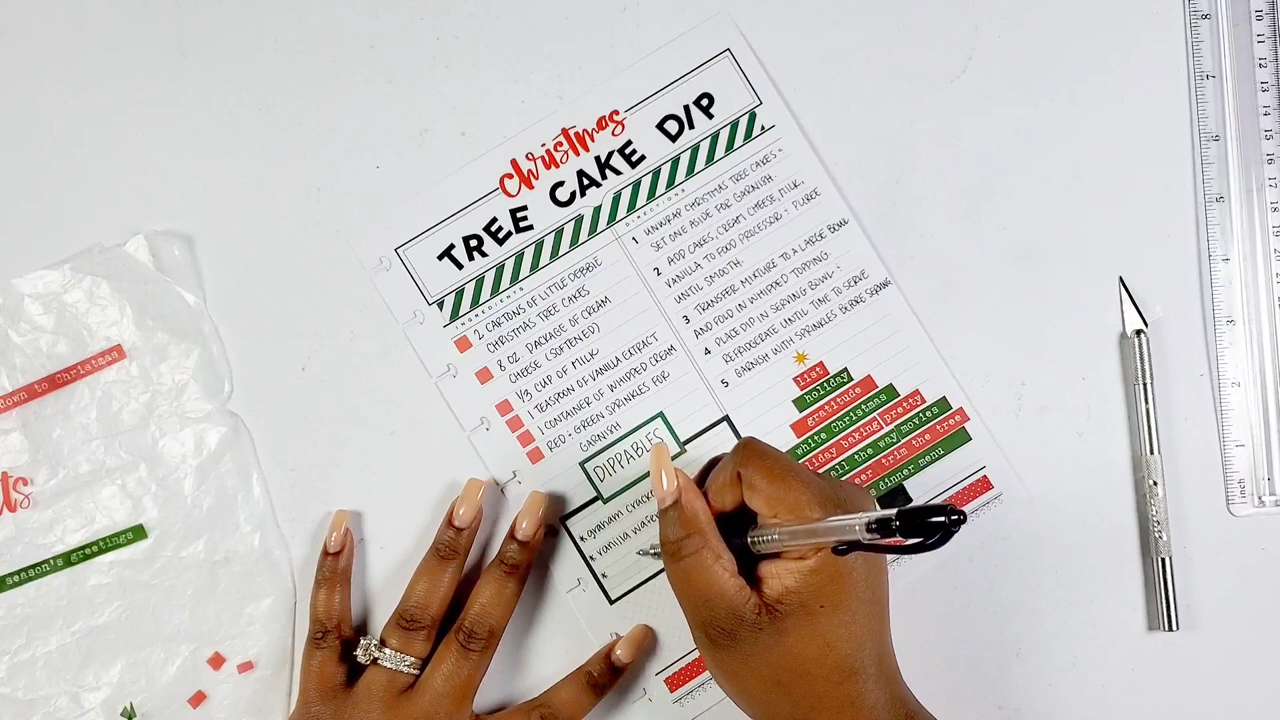 Christmas
TREE CAKE DIP
INGREDIENTS
2 CAKES OF LITTLE DEBBIE
CHRISTMAS TREE CAKES
8 OZ PACKAGE OF CREAM
CHEESE (SOFTENED)
1/3 CUP OF MILK
1 TEASPOON OF VANILLA EXTRACT
1 CONTAINER OF WHIPPED CREAM
RED + GREEN SPRINKLES FOR
GARNISH
DIRECTIONS
1 UNWRAP CHRISTMAS TREE CAKES +
SET ONE ASIDE FOR GARNISH
2 ADD CAKES, CREAM CHEESE, MILK,
VANILLA TO FOOD PROCESSOR + PUREE
UNTIL SMOOTH.
3 TRANSFER MIXTURE TO A LARGE BOWL
AND FOLD IN WHIPPED TOPPING.
4 PLACE DIP IN SERVING BOWL +
REFRIGERATE UNTIL TIME TO SERVE
5 GARNISH WITH SPRINKLES BEFORE SERVING
DIPPABLES
* graham
* vanilla
*
list
holiday
gratitude
white Christmas
baking pretty
all the way movies
trim the tree
dinner menu
down to Christmas
season's greetings